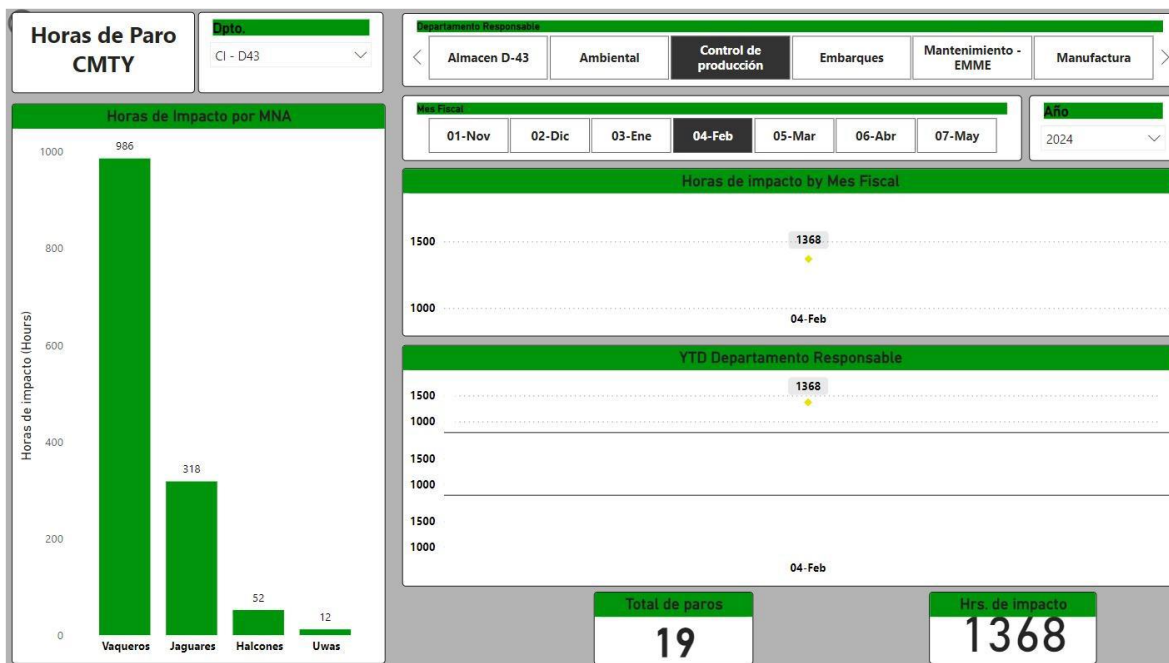 Horas de Paro
CMTY
Dpto.
CI - D43
Departamento Responsable
Almacen D-43
Ambiental
Control de
producción
Embarques
Mantenimiento -
EMME
Manufactura
Mes Fiscal
01-Nov
02-Dic
03-Ene
04-Feb
05-Mar
06-Abr
07-May
Año
2024
Horas de Impacto por MNA
Horas de impacto (Hours)
1000
800
600
400
200
0
986
318
52
12
Vaqueros
Jaguares
Halcones
Uwas
Horas de impacto by Mes Fiscal
1500
1368
1000
04-Feb
YTD Departamento Responsable
1368
1500
1000
1500
1000
1500
1000
04-Feb
Total de paros
19
Hrs. de impacto
1368